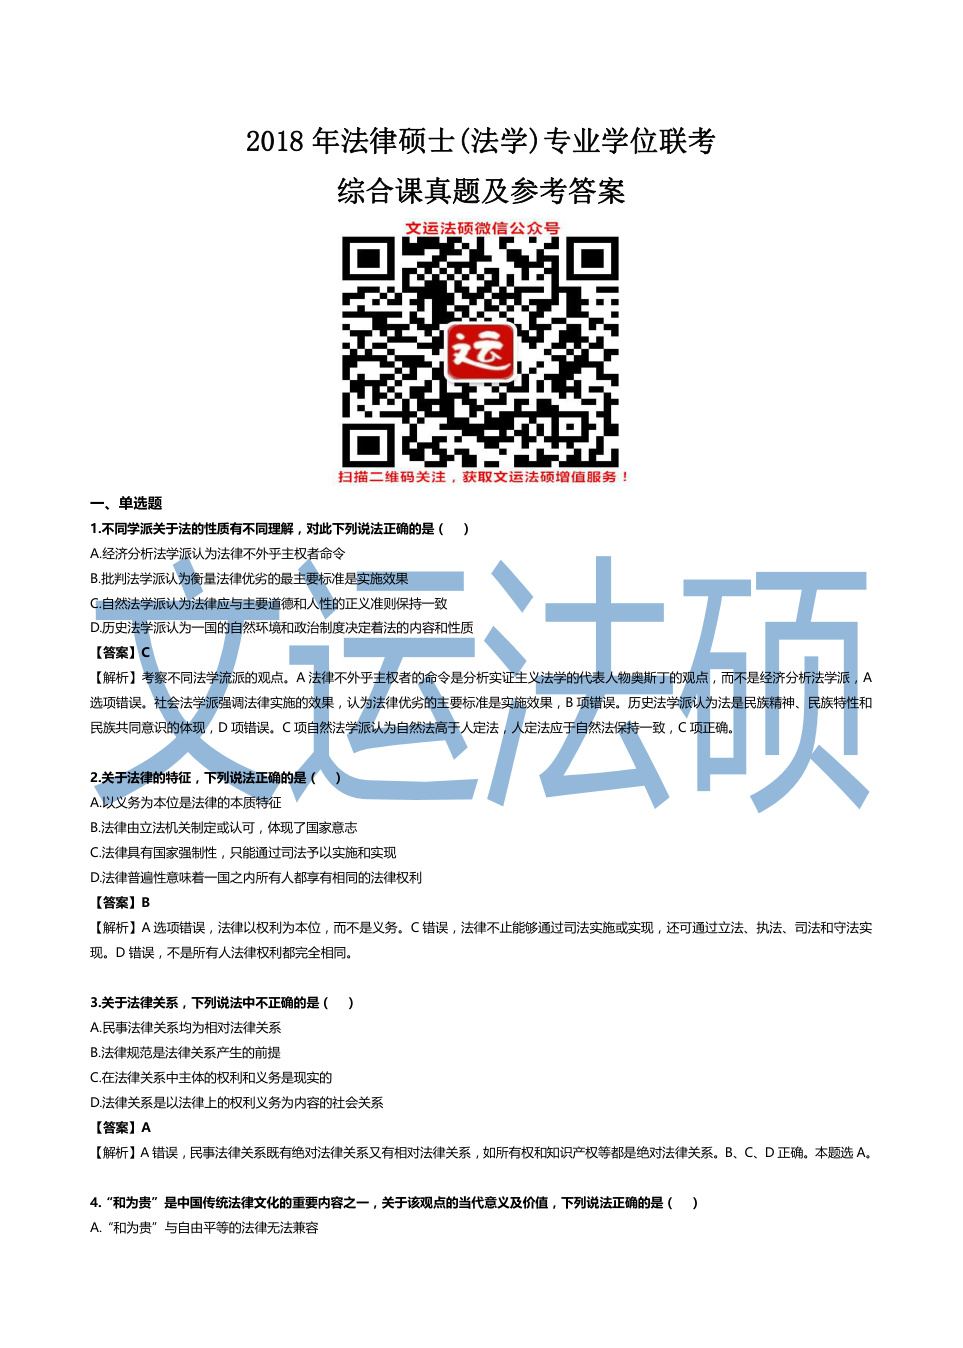 2018 年法律硕士(法学)专业学位联考
综合课真题及参考答案
文运法硕微信公众号
运
扫描二维码关注，获取文运法硕增值服务！
一、单选题
1.不同学派关于法的性质有不同理解，对此下列说法正确的是（ ）
A.经济分析法学派认为法律不外乎主权者命令
B.批判法学派认为衡量法律优劣的最主要标准是实施效果
C.自然法学派认为法律应与主要道德和人性的正义准则保持一致
D.历史法学派认为一国的自然环境和政治制度决定着法的内容和性质
【答案】C
【解析】考察不同法学流派的观点。A 法律不外乎主权者的命令是分析实证主义法学的代表人物奥斯丁的观点，而不是经济分析法学派，A
选项错误。社会法学派强调法律实施的效果，认为法律优劣的主要标准是实施效果，B 项错误。历史法学派认为法是民族精神、民族特性和
民族共同意识的体现，D 项错误。C 项自然法学派认为自然法高于人定法，人定法应于自然法保持一致，C 项正确。
文运法硕
2.关于法律的特征，下列说法正确的是（ ）
A.以义务为本位是法律的本质特征
B.法律由立法机关制定或认可，体现了国家意志
C.法律具有国家强制性，只能通过司法予以实施和实现
D.法律普遍性意味着一国之内所有人都享有相同的法律权利
【答案】B
【解析】A 选项错误，法律以权利为本位，而不是义务。C 错误，法律不止能够通过司法实施或实现，还可通过立法、执法、司法和守法实
现。D 错误，不是所有人法律权利都完全相同。
3.关于法律关系，下列说法中不正确的是（ ）
A.民事法律关系均为相对法律关系
B.法律规范是法律关系产生的前提
C.在法律关系中主体的权利和义务是现实的
D.法律关系是以法律上的权利义务为内容的社会关系
【答案】A
【解析】A 错误，民事法律关系既有绝对法律关系又有相对法律关系，如所有权和知识产权等都是绝对法律关系。B、C、D 正确。本题选 A。
4.“和为贵”是中国传统法律文化的重要内容之一，关于该观点的当代意义及价值，下列说法正确的是（ ）
A.“和为贵”与自由平等的法律无法兼容